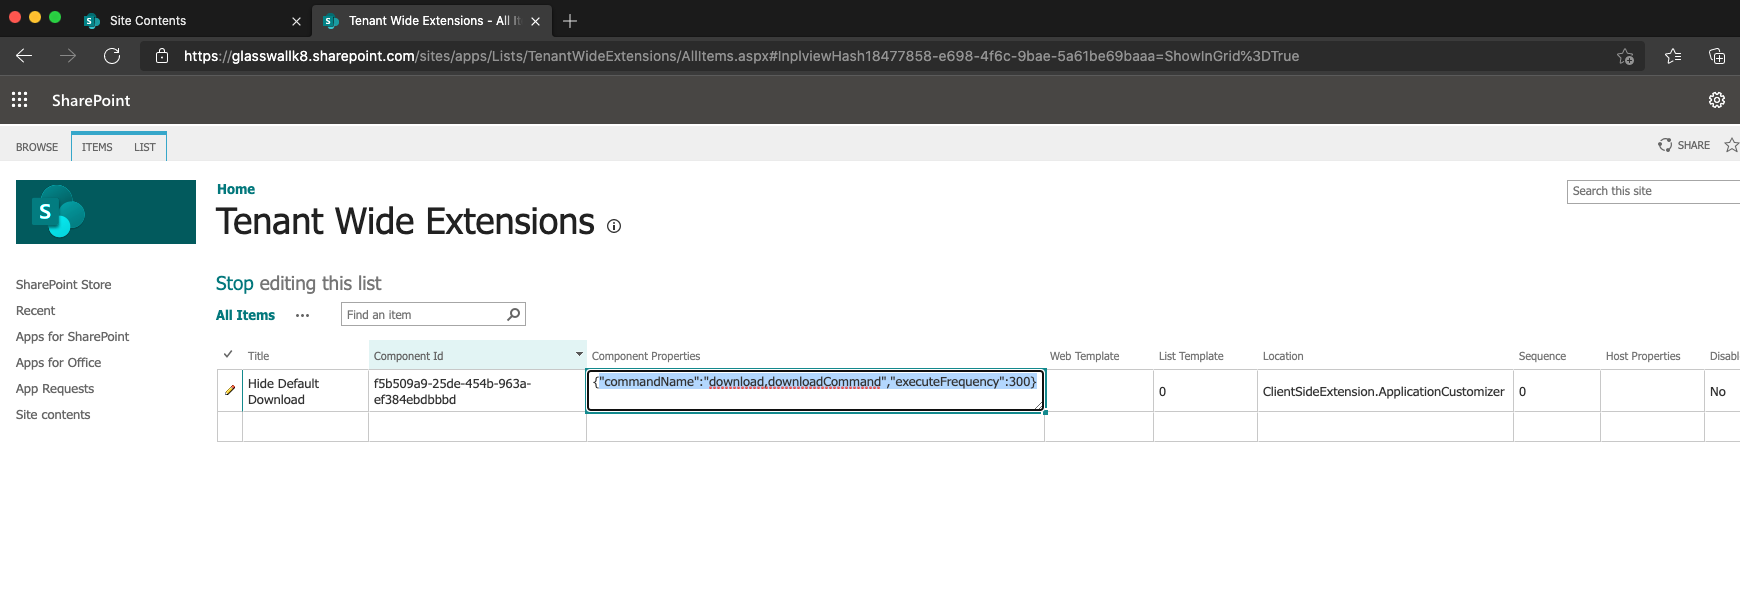 Site Contents
Tenant Wide Extensions - All It
https://glasswallk8.sharepoint.com/sites/apps/Lists/TenantWideExtensions/AllItems.aspx#InplviewHash18477858-e698-4f6c-9bae-5a61be69baaa=ShowInGrid%3DTrue
SharePoint
BROWSE ITEMS LIST SHARE
S
Home
Search this site
Tenant Wide Extensions
SharePoint Store
Recent
Apps for SharePoint
Apps for Office
App Requests
Site contents
Stop editing this list
All Items ... Find an item
Title Component Id Component Properties Web Template List Template Location Sequence Host Properties Disabl
Hide Default Download f5b509a9-25de-454b-963a-ef384ebdbbbd {"commandName":"download,downloadCommand","executeFrequency":300} 0 ClientSideExtension.ApplicationCustomizer 0 No